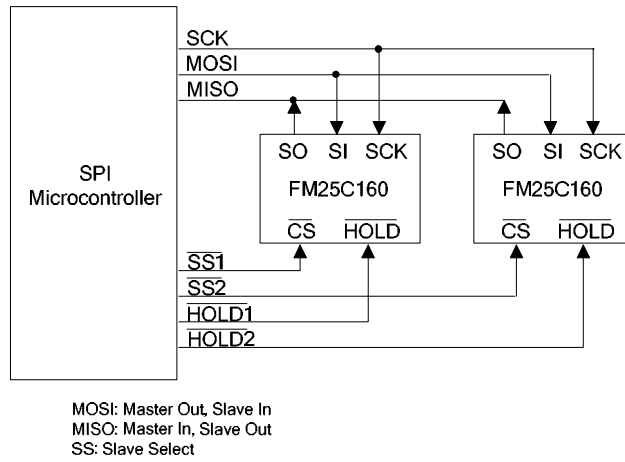 SCK
MOSI
MISO
SPI
Microcontroller
SO SI SCK
FM25C160
CS HOLD
SO SI SCK
FM25C160
CS HOLD
SS1
SS2
HOLD1
HOLD2
MOSI: Master Out, Slave In
MISO: Master In, Slave Out
SS: Slave Select